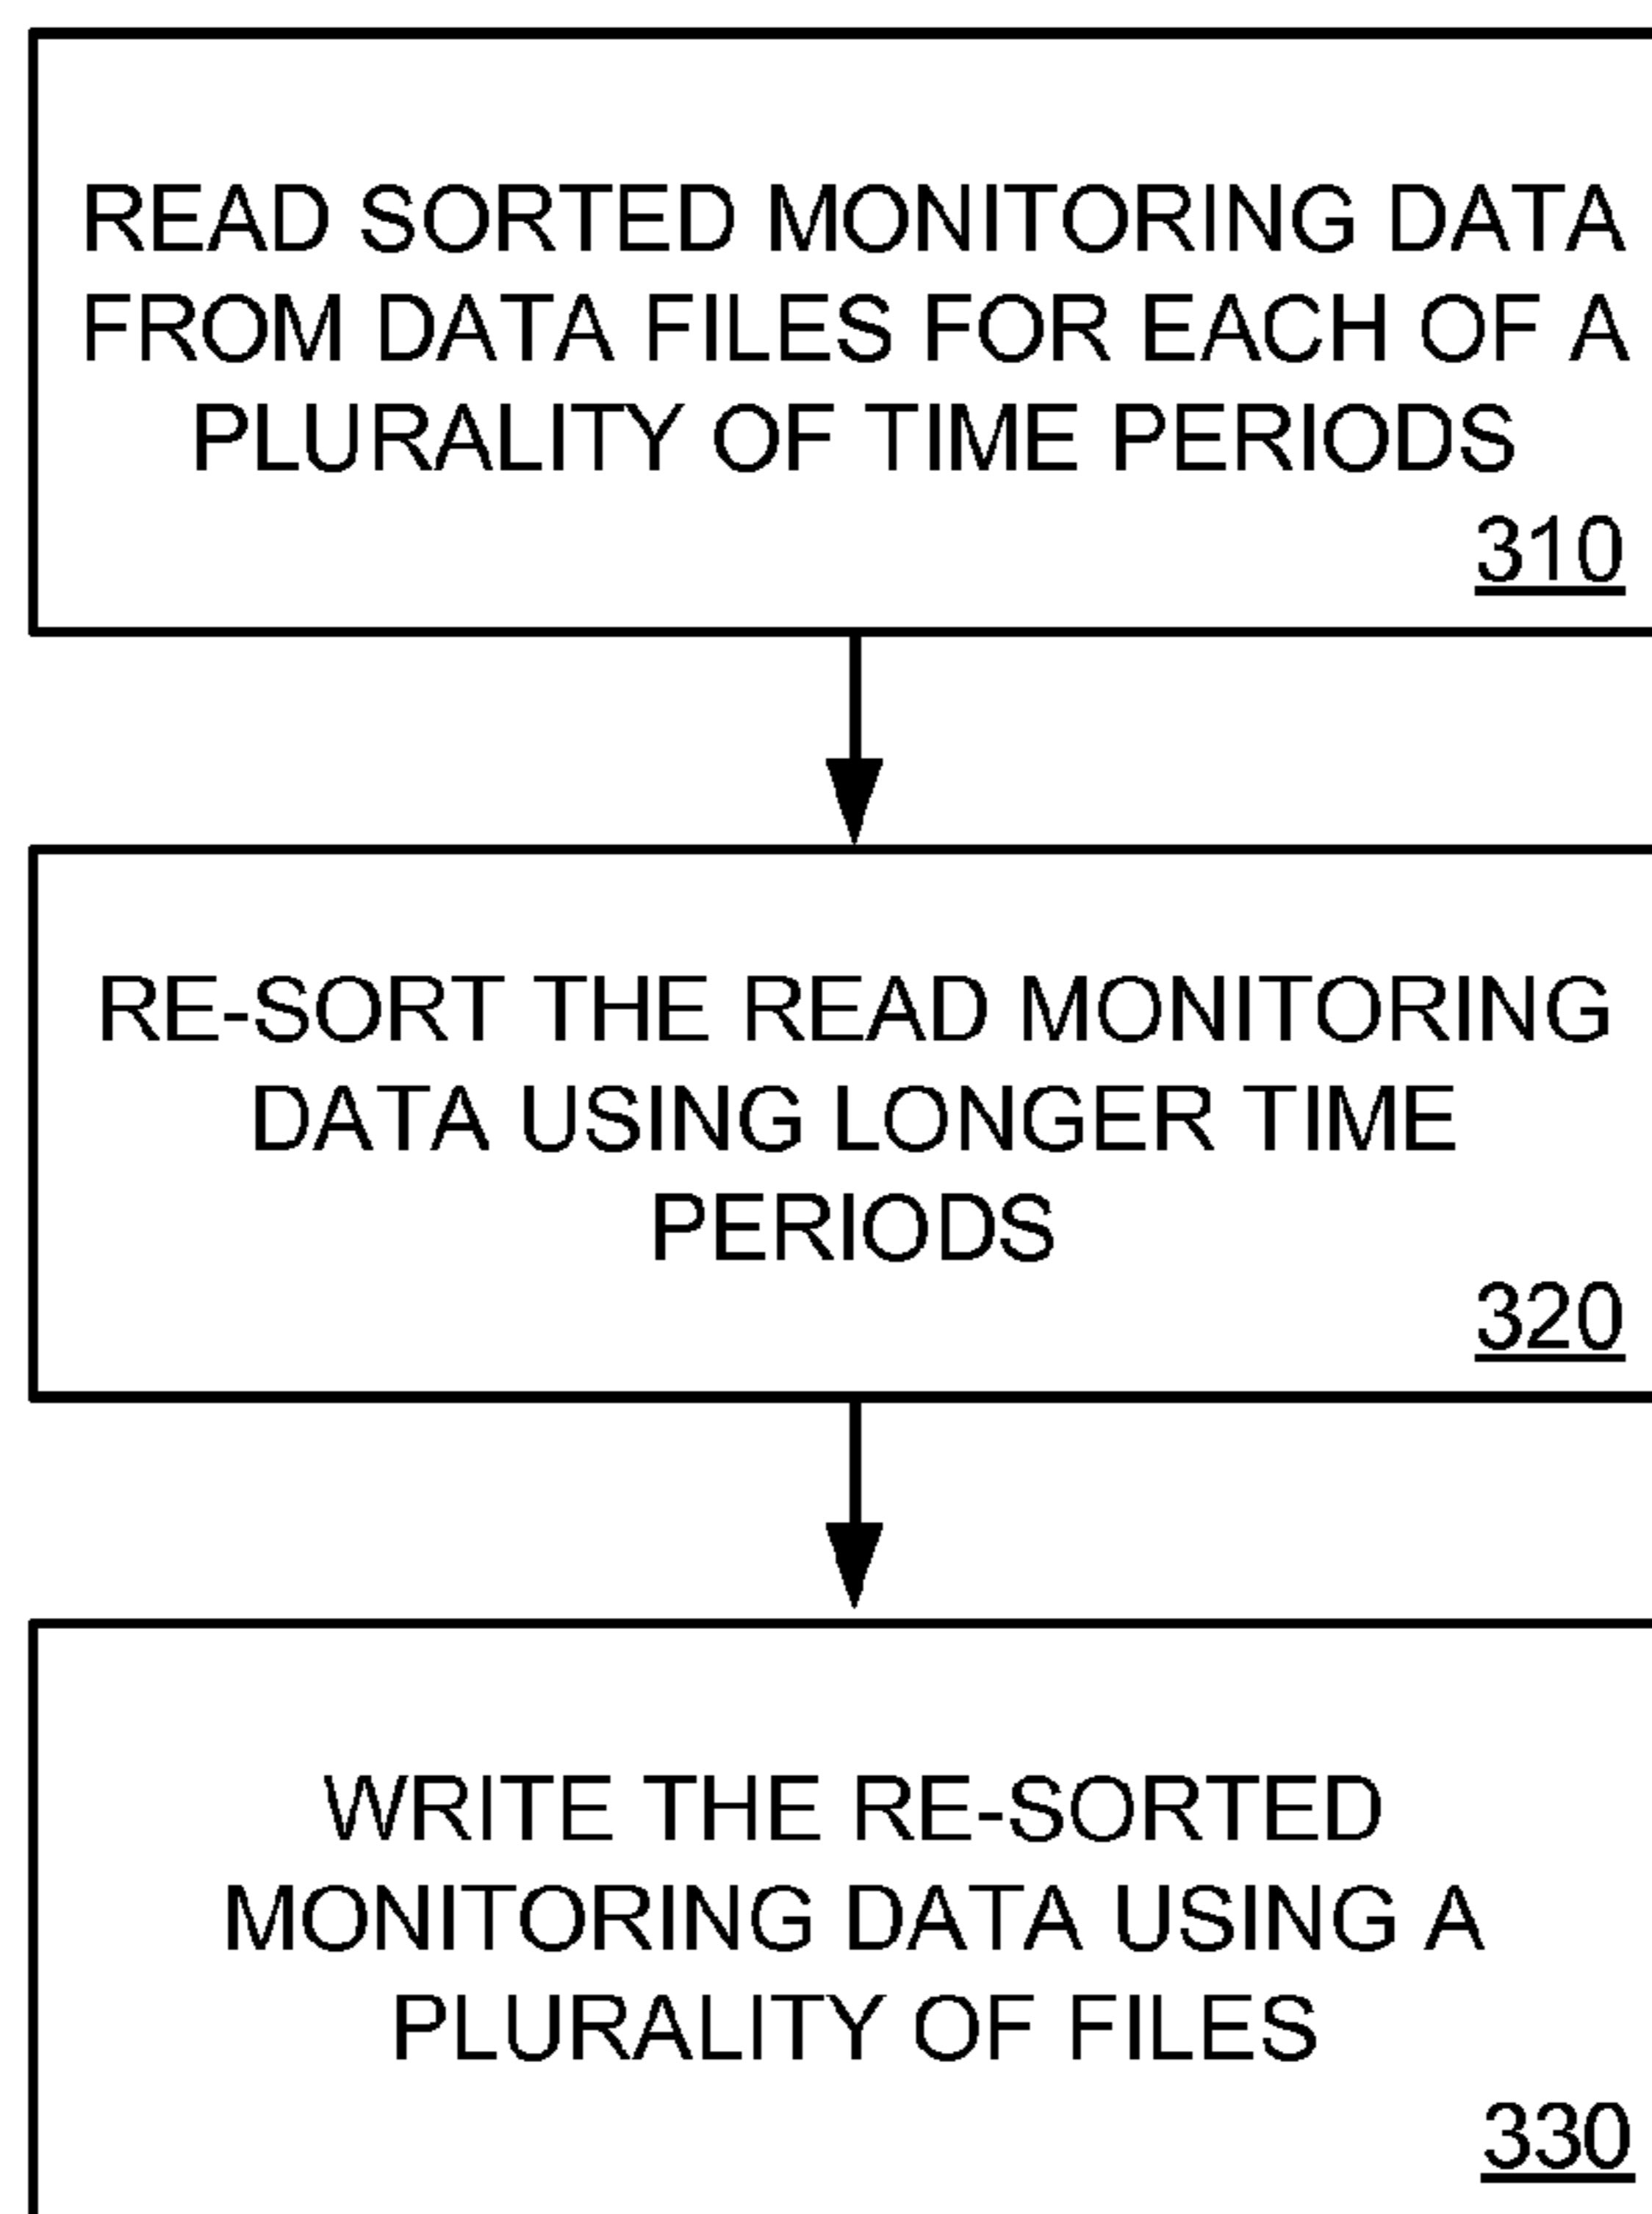 READ SORTED MONITORING DATA
FROM DATA FILES FOR EACH OF A
PLURALITY OF TIME PERIODS
310
RE-SORT THE READ MONITORING
DATA USING LONGER TIME
PERIODS
320
WRITE THE RE-SORTED
MONITORING DATA USING A
PLURALITY OF FILES
330